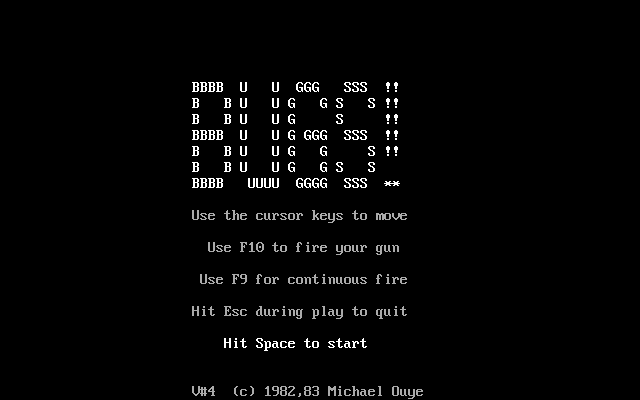 BBBB  U   U  GGG   SSS  !!
B   B U   U G   G S   S !!
B   B U   U G     S     !!
BBBB  U   U G GGG  SSS  !!
B   B U   U G   G     S !!
B   B U   U G   G S   S
BBBB   UUUU  GGGG  SSS  **
Use the cursor keys to move
Use F10 to fire your gun
Use F9 for continuous fire
Hit Esc during play to quit
Hit Space to start
V#4  (c) 1982,83 Michael Ouye